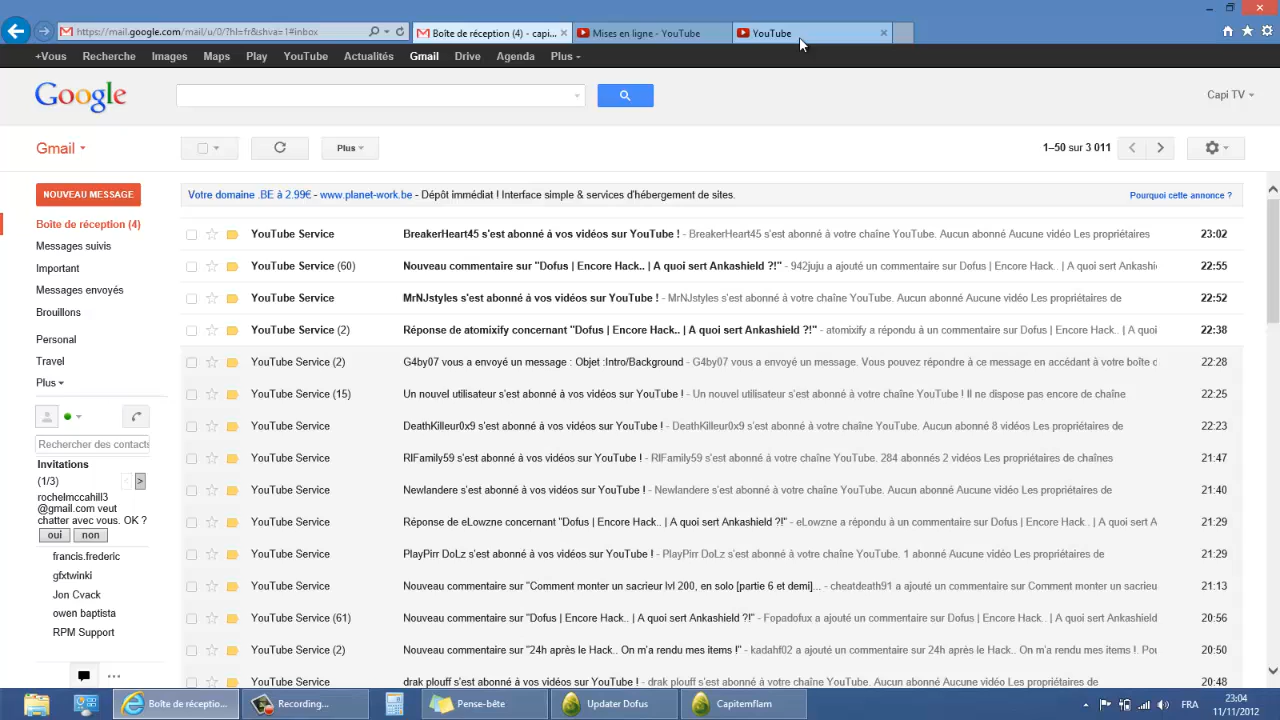 https://mail.google.com/mail/u/0/?hl=fr&shva=1#inbox
Boîte de réception (4) - capi...
Mises en ligne - YouTube
YouTube
+Vous Recherche Images Maps Play YouTube Actualités Gmail Drive Agenda Plus
Google
Capi TV
Gmail
Plus
1–50 sur 3 011
NOUVEAU MESSAGE
Votre domaine .BE à 2.99€ - www.planet-work.be - Dépôt immédiat ! Interface simple & services d'hébergement de sites.
Pourquoi cette annonce ?
Boîte de réception (4)
Messages suivis
Important
Messages envoyés
Brouillons
Personal
Travel
Plus
Rechercher des contacts
Invitations
(1/3)
>
rochelmccahill3
@gmail.com veut
chatter avec vous. OK ?
oui non
francis.frederic
gfxtwinki
Jon Cvack
owen baptista
RPM Support
YouTube Service BreakerHeart45 s'est abonné à vos vidéos sur YouTube ! - BreakerHeart45 s'est abonné à votre chaîne YouTube. Aucun abonné Aucune vidéo Les propriétaires 23:02
YouTube Service (60) Nouveau commentaire sur "Dofus | Encore Hack.. | A quoi sert Ankashield ?!" - 942juju a ajouté un commentaire sur Dofus | Encore Hack.. | A quoi sert Ankashi 22:55
YouTube Service MrNJstyles s'est abonné à vos vidéos sur YouTube ! - MrNJstyles s'est abonné à votre chaîne YouTube. Aucun abonné Aucune vidéo Les propriétaires de 22:52
YouTube Service (2) Réponse de atomixify concernant "Dofus | Encore Hack.. | A quoi sert Ankashield ?!" - atomixify a répondu à un commentaire sur Dofus | Encore Hack.. | A quoi 22:38
YouTube Service (2) G4by07 vous a envoyé un message : Objet :Intro/Background - G4by07 vous a envoyé un message. Vous pouvez répondre à ce message en accédant à votre boîte d 22:28
YouTube Service (15) Un nouvel utilisateur s'est abonné à vos vidéos sur YouTube ! - Un nouvel utilisateur s'est abonné à votre chaîne YouTube ! Il ne dispose pas encore de chaîne 22:25
YouTube Service DeathKilleur0x9 s'est abonné à vos vidéos sur YouTube ! - DeathKilleur0x9 s'est abonné à votre chaîne YouTube. Aucun abonné 8 vidéos Les propriétaires de 22:23
YouTube Service RlFamily59 s'est abonné à vos vidéos sur YouTube ! - RlFamily59 s'est abonné à votre chaîne YouTube. 284 abonnés 2 vidéos Les propriétaires de chaînes 21:47
YouTube Service Newlandere s'est abonné à vos vidéos sur YouTube ! - Newlandere s'est abonné à votre chaîne YouTube. Aucun abonné Aucune vidéo Les propriétaires de 21:40
YouTube Service Réponse de eLowzne concernant "Dofus | Encore Hack.. | A quoi sert Ankashield ?!" - eLowzne a répondu à un commentaire sur Dofus | Encore Hack.. | A quoi 21:29
YouTube Service PlayPirr DoLz s'est abonné à vos vidéos sur YouTube ! - PlayPirr DoLz s'est abonné à votre chaîne YouTube. 1 abonné Aucune vidéo Les propriétaires de 21:29
YouTube Service Nouveau commentaire sur "Comment monter un sacrieur lvl 200, en solo [partie 6 et demi]... - cheatdeath91 a ajouté un commentaire sur Comment monter un sacrieu 21:13
YouTube Service (61) Nouveau commentaire sur "Dofus | Encore Hack.. | A quoi sert Ankashield ?!" - Fopadofux a ajouté un commentaire sur Dofus | Encore Hack.. | A quoi sert Ankashield 20:56
YouTube Service (2) Nouveau commentaire sur "24h après le Hack.. On m'a rendu mes items !" - kadahf02 a ajouté un commentaire sur 24h après le Hack.. On m'a rendu mes items !. Pou 20:50
YouTube Service drak polluff s'est abonné à vos vidéos sur YouTube ! - drak polluff s'est abonné à votre chaîne YouTube. Aucun abonné Aucune vidéo Les propriétaires de 20:48
Boîte de réceptio... Recording... Pense-bête Updater Dofus Capitemflam FRA
23:04
11/11/2012